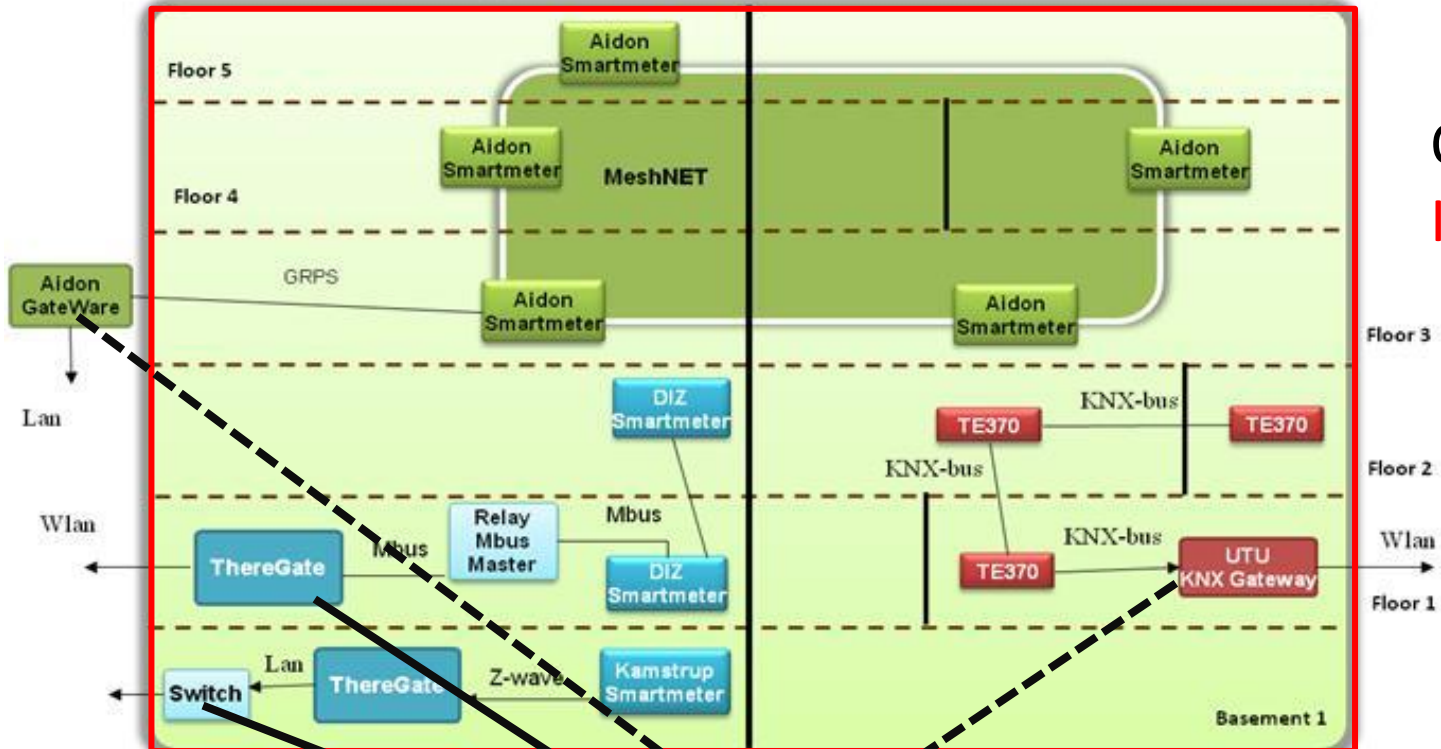 Aidon
Smartmeter
Floor 5
Aidon
Smartmeter
MeshNET
Aidon
Smartmeter
Floor 4
Aidon
GateWare
GRPS
Aidon
Smartmeter
Aidon
Smartmeter
Floor 3
Lan
DIZ
Smartmeter
KNX-bus
TE370
TE370
KNX-bus
Floor 2
Wlan
Relay
Mbus
Master
Mbus
Mbus
ThereGate
DIZ
Smartmeter
KNX-bus
TE370
UTU
KNX Gateway
Wlan
Floor 1
Switch
Lan
ThereGate
Z-wave
Kamstrup
Smartmeter
Basement 1